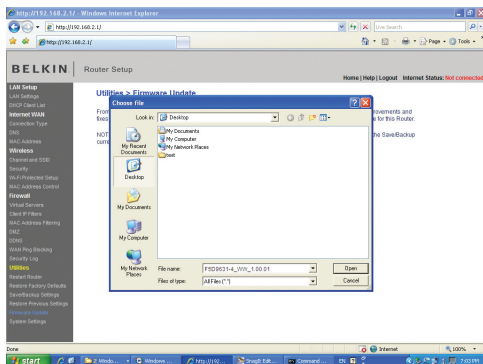 http://192.168.2.1/ - Windows Internet Explorer
http://192.168.2.1/
Live Search
http://192.168.2.1/
Page
Tools
BELKIN
Router Setup
Home | Help | Logout Internet Status: Not connected
LAN Setup
LAN Settings
DHCP Client List
Internet WAN
Connection Type
DNS
MAC Address
Wireless
Channel and SSID
Security
Wi-Fi Protected Setup
MAC Address Control
Firewall
Virtual Servers
Client IP Filters
MAC Address Filtering
DMZ
DDNS
WAN Ping Blocking
Security Log
Utilities
Restart Router
Restore Factory Defaults
Save/Backup Settings
Restore Previous Settings
Firmware Update
System Settings
Utilities > Firmware Update
From
rovements and
fixes
e for this Router.
NOT
the Save/Backup
curre
Choose file
Look in:
Desktop
My Recent Documents
Desktop
My Documents
My Computer
My Network Places
My Documents
My Computer
My Network Places
test
File name:
F5D9631-4_WW_1.00.01
Open
Files of type:
All Files (*.*)
Cancel
Done
Internet
100%
start
2 Windo...
Windows ...
http://192...
SnagIt Edit...
Command ...
EN
7:03 PM